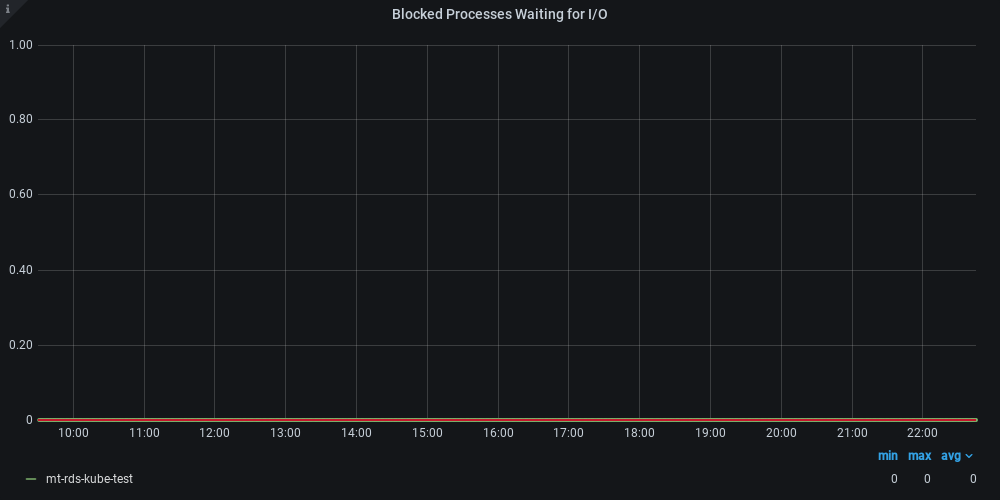 i
Blocked Processes Waiting for I/O
1.00
0.80
0.60
0.40
0.20
0
10:00 11:00 12:00 13:00 14:00 15:00 16:00 17:00 18:00 19:00 20:00 21:00 22:00
min max avg
mt-rds-kube-test 0 0 0